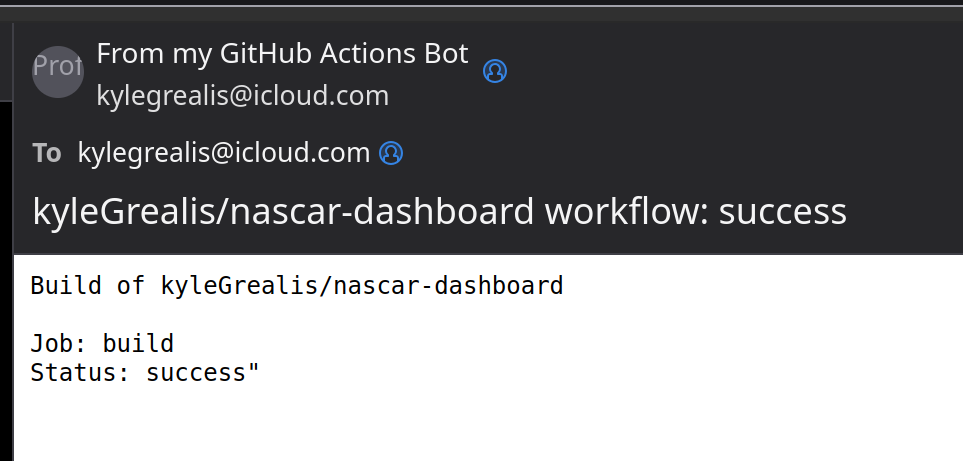 Prof
From my GitHub Actions Bot
kylegrealis@icloud.com
To kylegrealis@icloud.com
kyleGrealis/nascar-dashboard workflow: success
Build of kyleGrealis/nascar-dashboard
Job: build
Status: success"